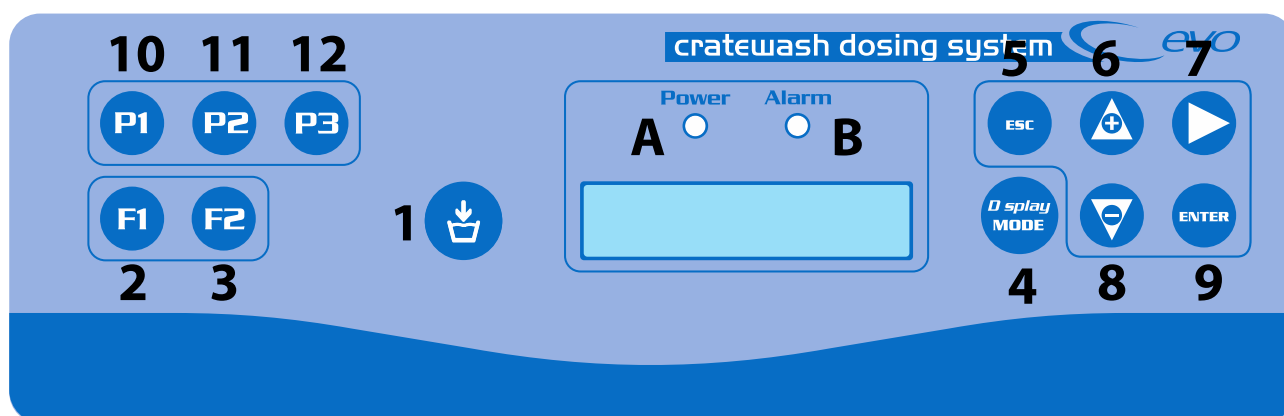 10 11 12
cratewash dosing system evo
5 6 7
P1 P2 P3
Power Alarm
A B
ESC +
F1 F2
1
D splay
MODE
-
ENTER
2 3
4 8 9